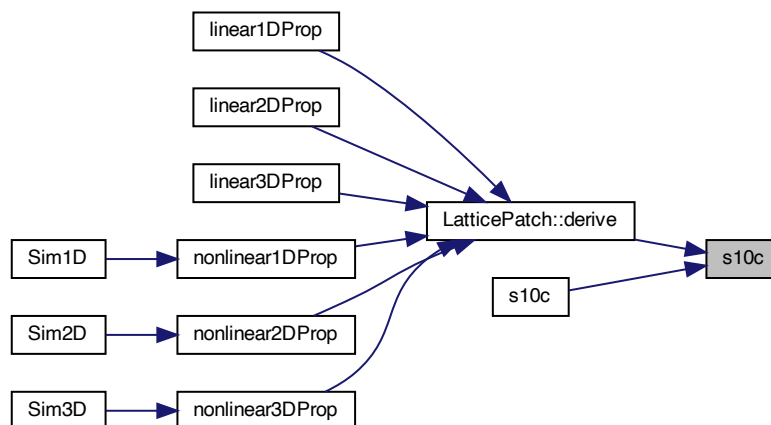 linear1DProp
linear2DProp
linear3DProp
LatticePatch::derive
Sim1D
nonlinear1DProp
s10c
s10c
Sim2D
nonlinear2DProp
Sim3D
nonlinear3DProp